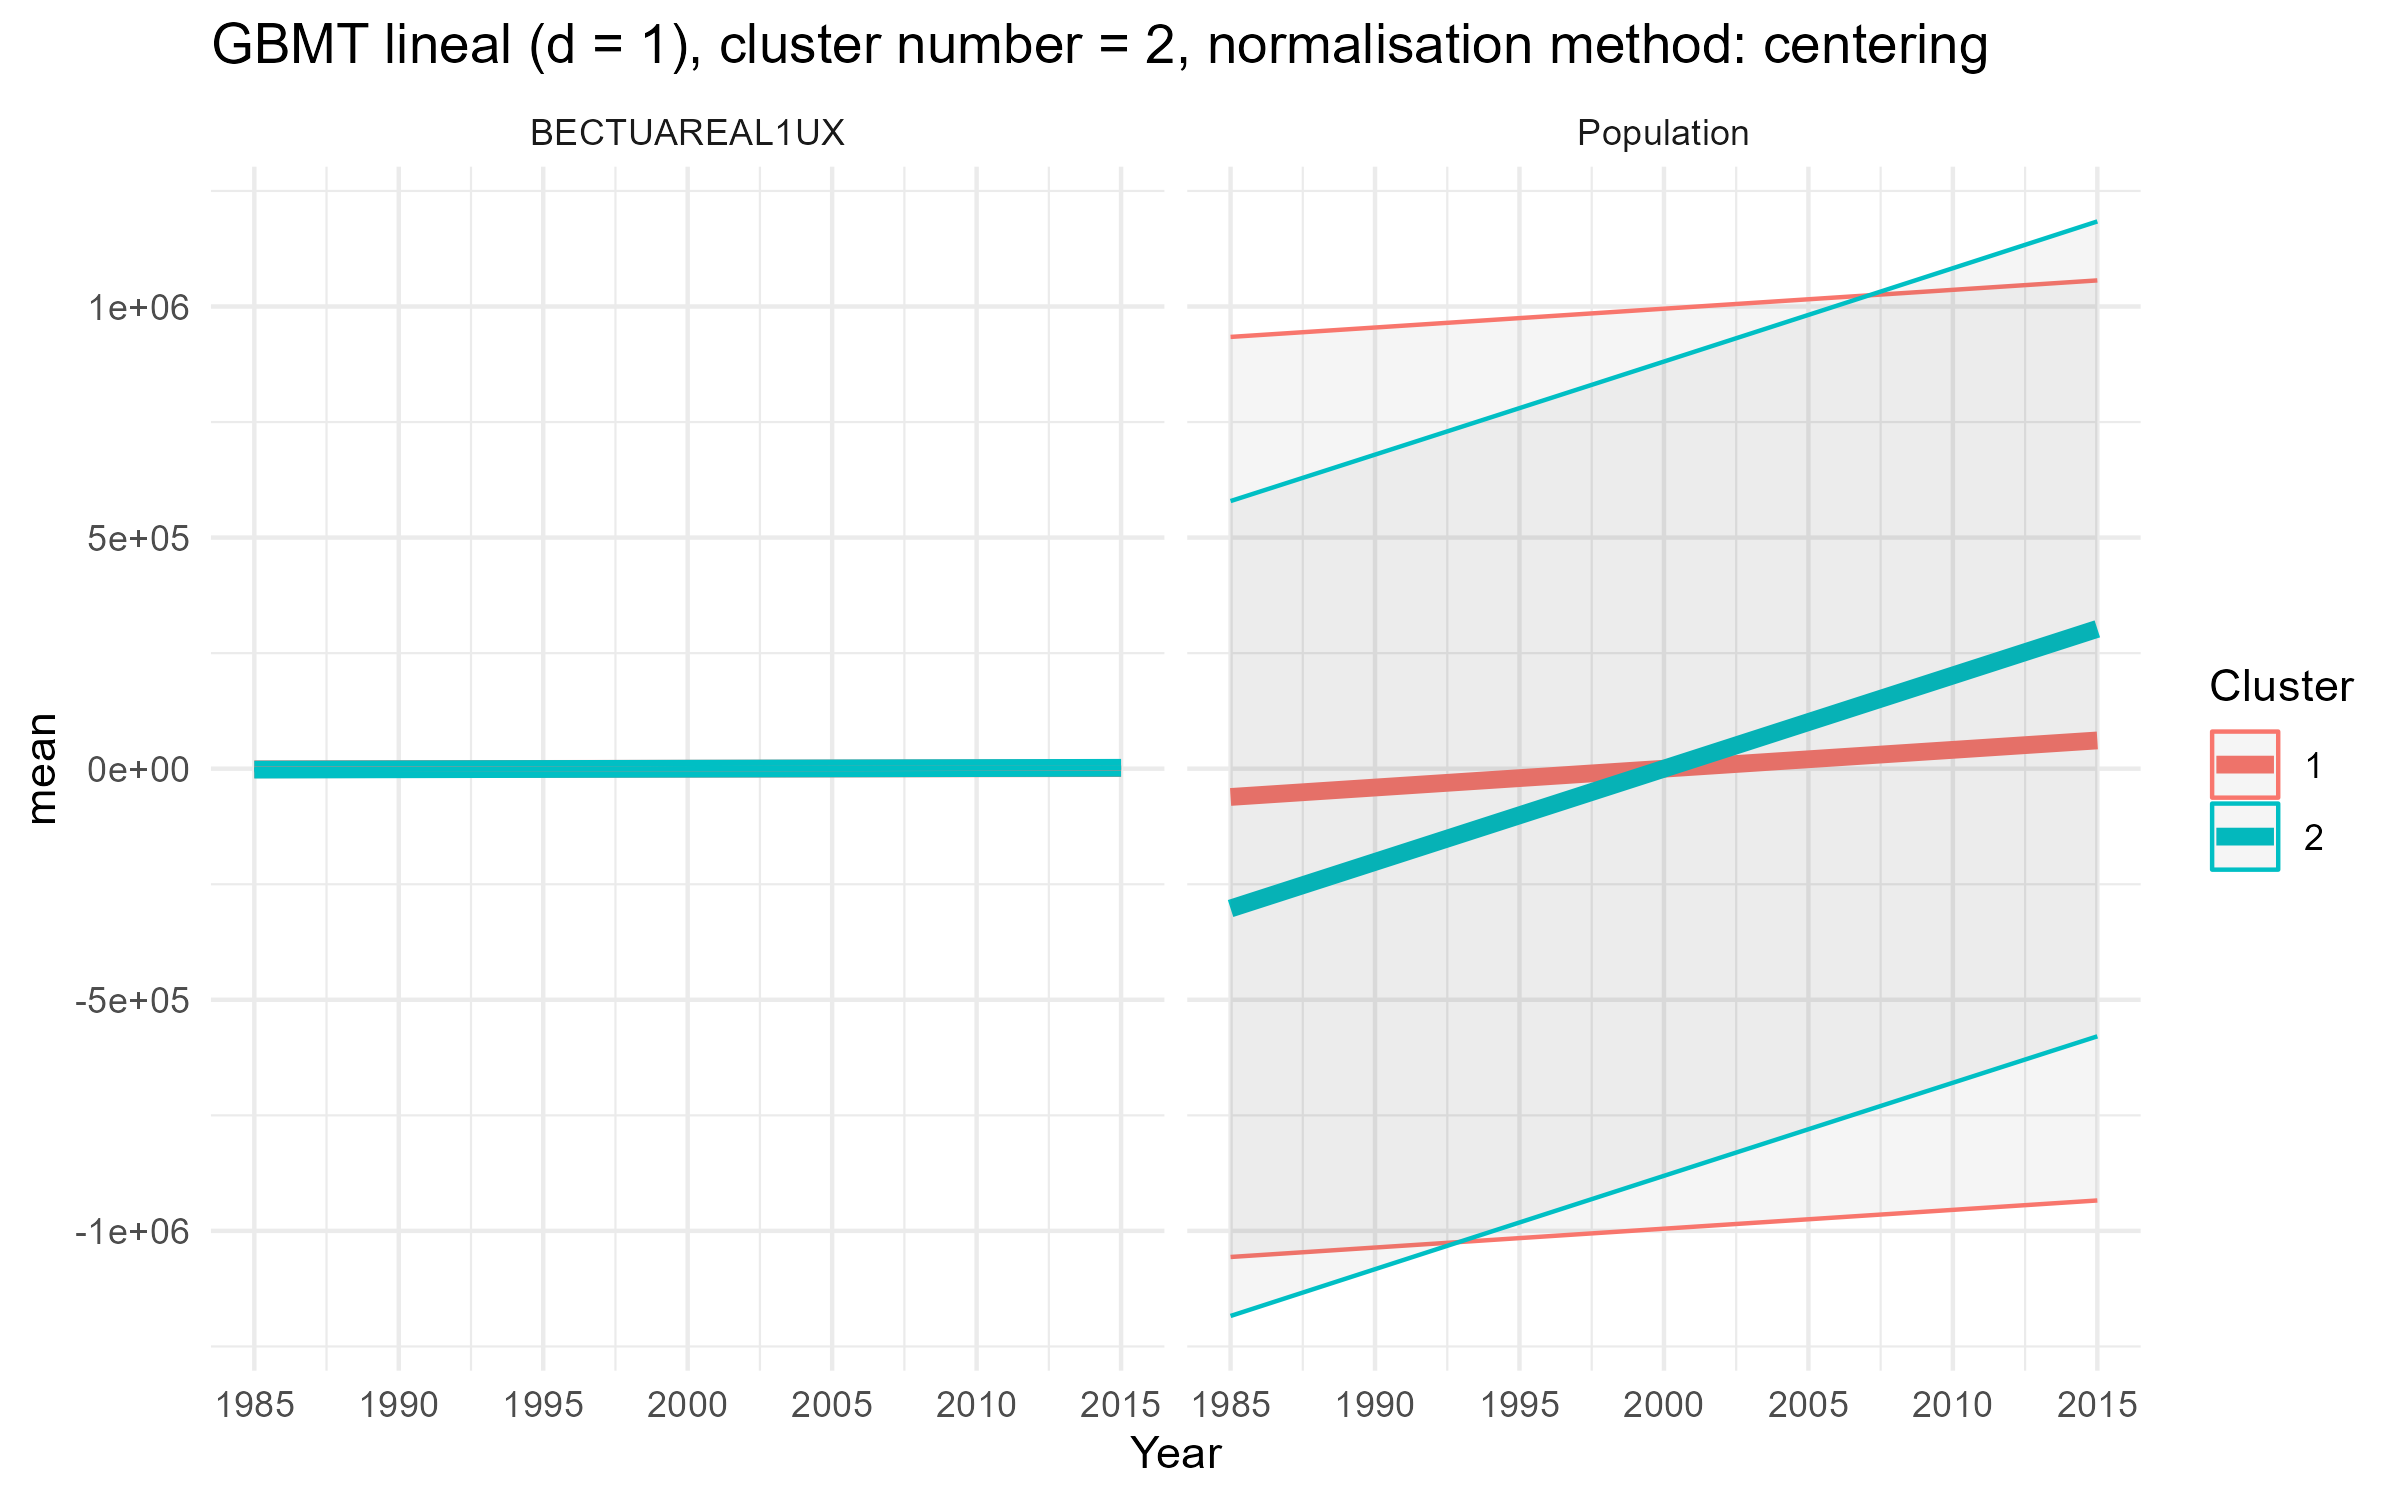 GBMT lineal (d = 1), cluster number = 2, normalisation method: centering
BECTUAREAL1UX
Population
1e+06
5e+05
0e+00
-5e+05
-1e+06
mean
1985 1990 1995 2000 2005 2010 2015
1985 1990 1995 2000 2005 2010 2015
Year
Cluster
1
2